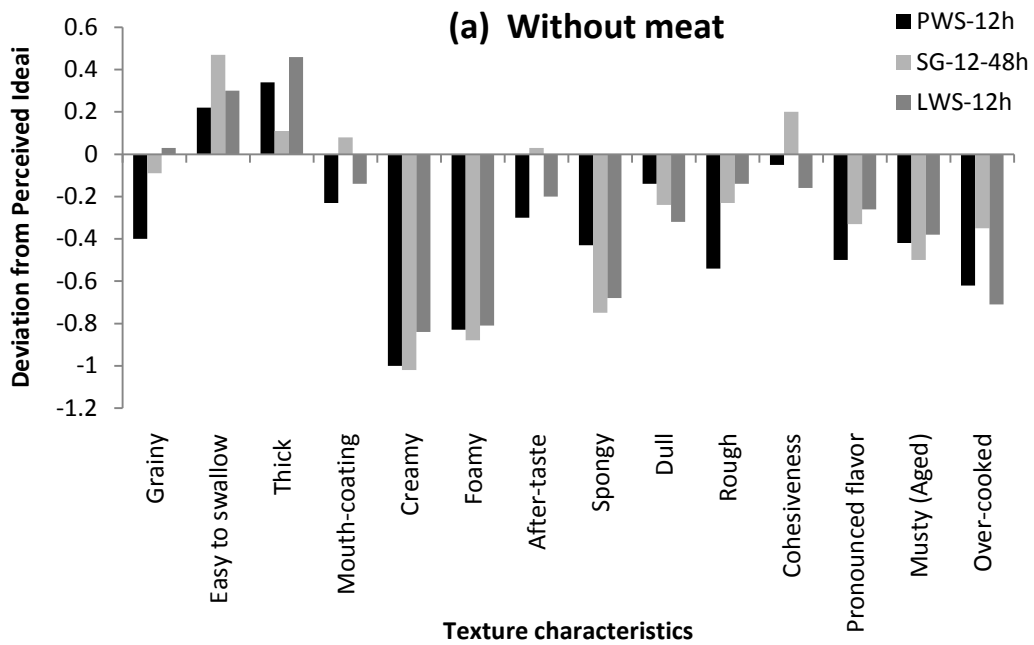 (a) Without meat
PWS-12h
SG-12-48h
LWS-12h
Deviation from Perceived Ideai
0.6
0.4
0.2
0
-0.2
-0.4
-0.6
-0.8
-1
-1.2
Grainy
Easy to swallow
Thick
Mouth-coating
Creamy
Foamy
After-taste
Spongy
Dull
Rough
Cohesiveness
Pronounced flavor
Musty (Aged)
Over-cooked
Texture characteristics